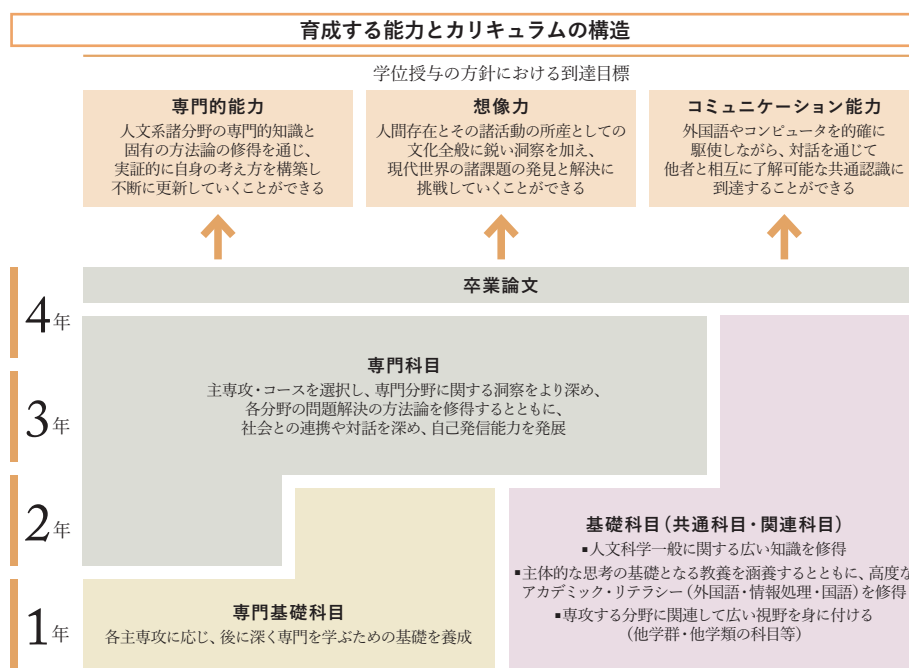 育成する能力とカリキュラムの構造
学位授与の方針における到達目標
専門的能力
人文系諸分野の専門的知識と
固有の方法論の修得を通じ、
実証的に自身の考え方を構築し
不断に更新していくことができる
想像力
人間存在とその諸活動の所産としての
文化全般に鋭い洞察を加え、
現代世界の諸課題の発見と解決に
挑戦していくことができる
コミュニケーション能力
外国語やコンピュータを的確に
駆使しながら、対話を通じて
他者と相互に了解可能な共通認識に
到達することができる
卒業論文
4年
専門科目
主専攻・コースを選択し、専門分野に関する洞察をより深め、
各分野の問題解決の方法論を修得するとともに、
社会との連携や対話を深め、自己発信能力を発展
3年
2年
基礎科目（共通科目・関連科目）
▪人文科学一般に関する広い知識を修得
▪主体的な思考の基礎となる教養を涵養するとともに、高度な
アカデミック・リテラシー（外国語・情報処理・国語）を修得
▪専攻する分野に関連して広い視野を身に付ける
（他学群・他学類の科目等）
1年
専門基礎科目
各主専攻に応じ、後に深く専門を学ぶための基礎を養成